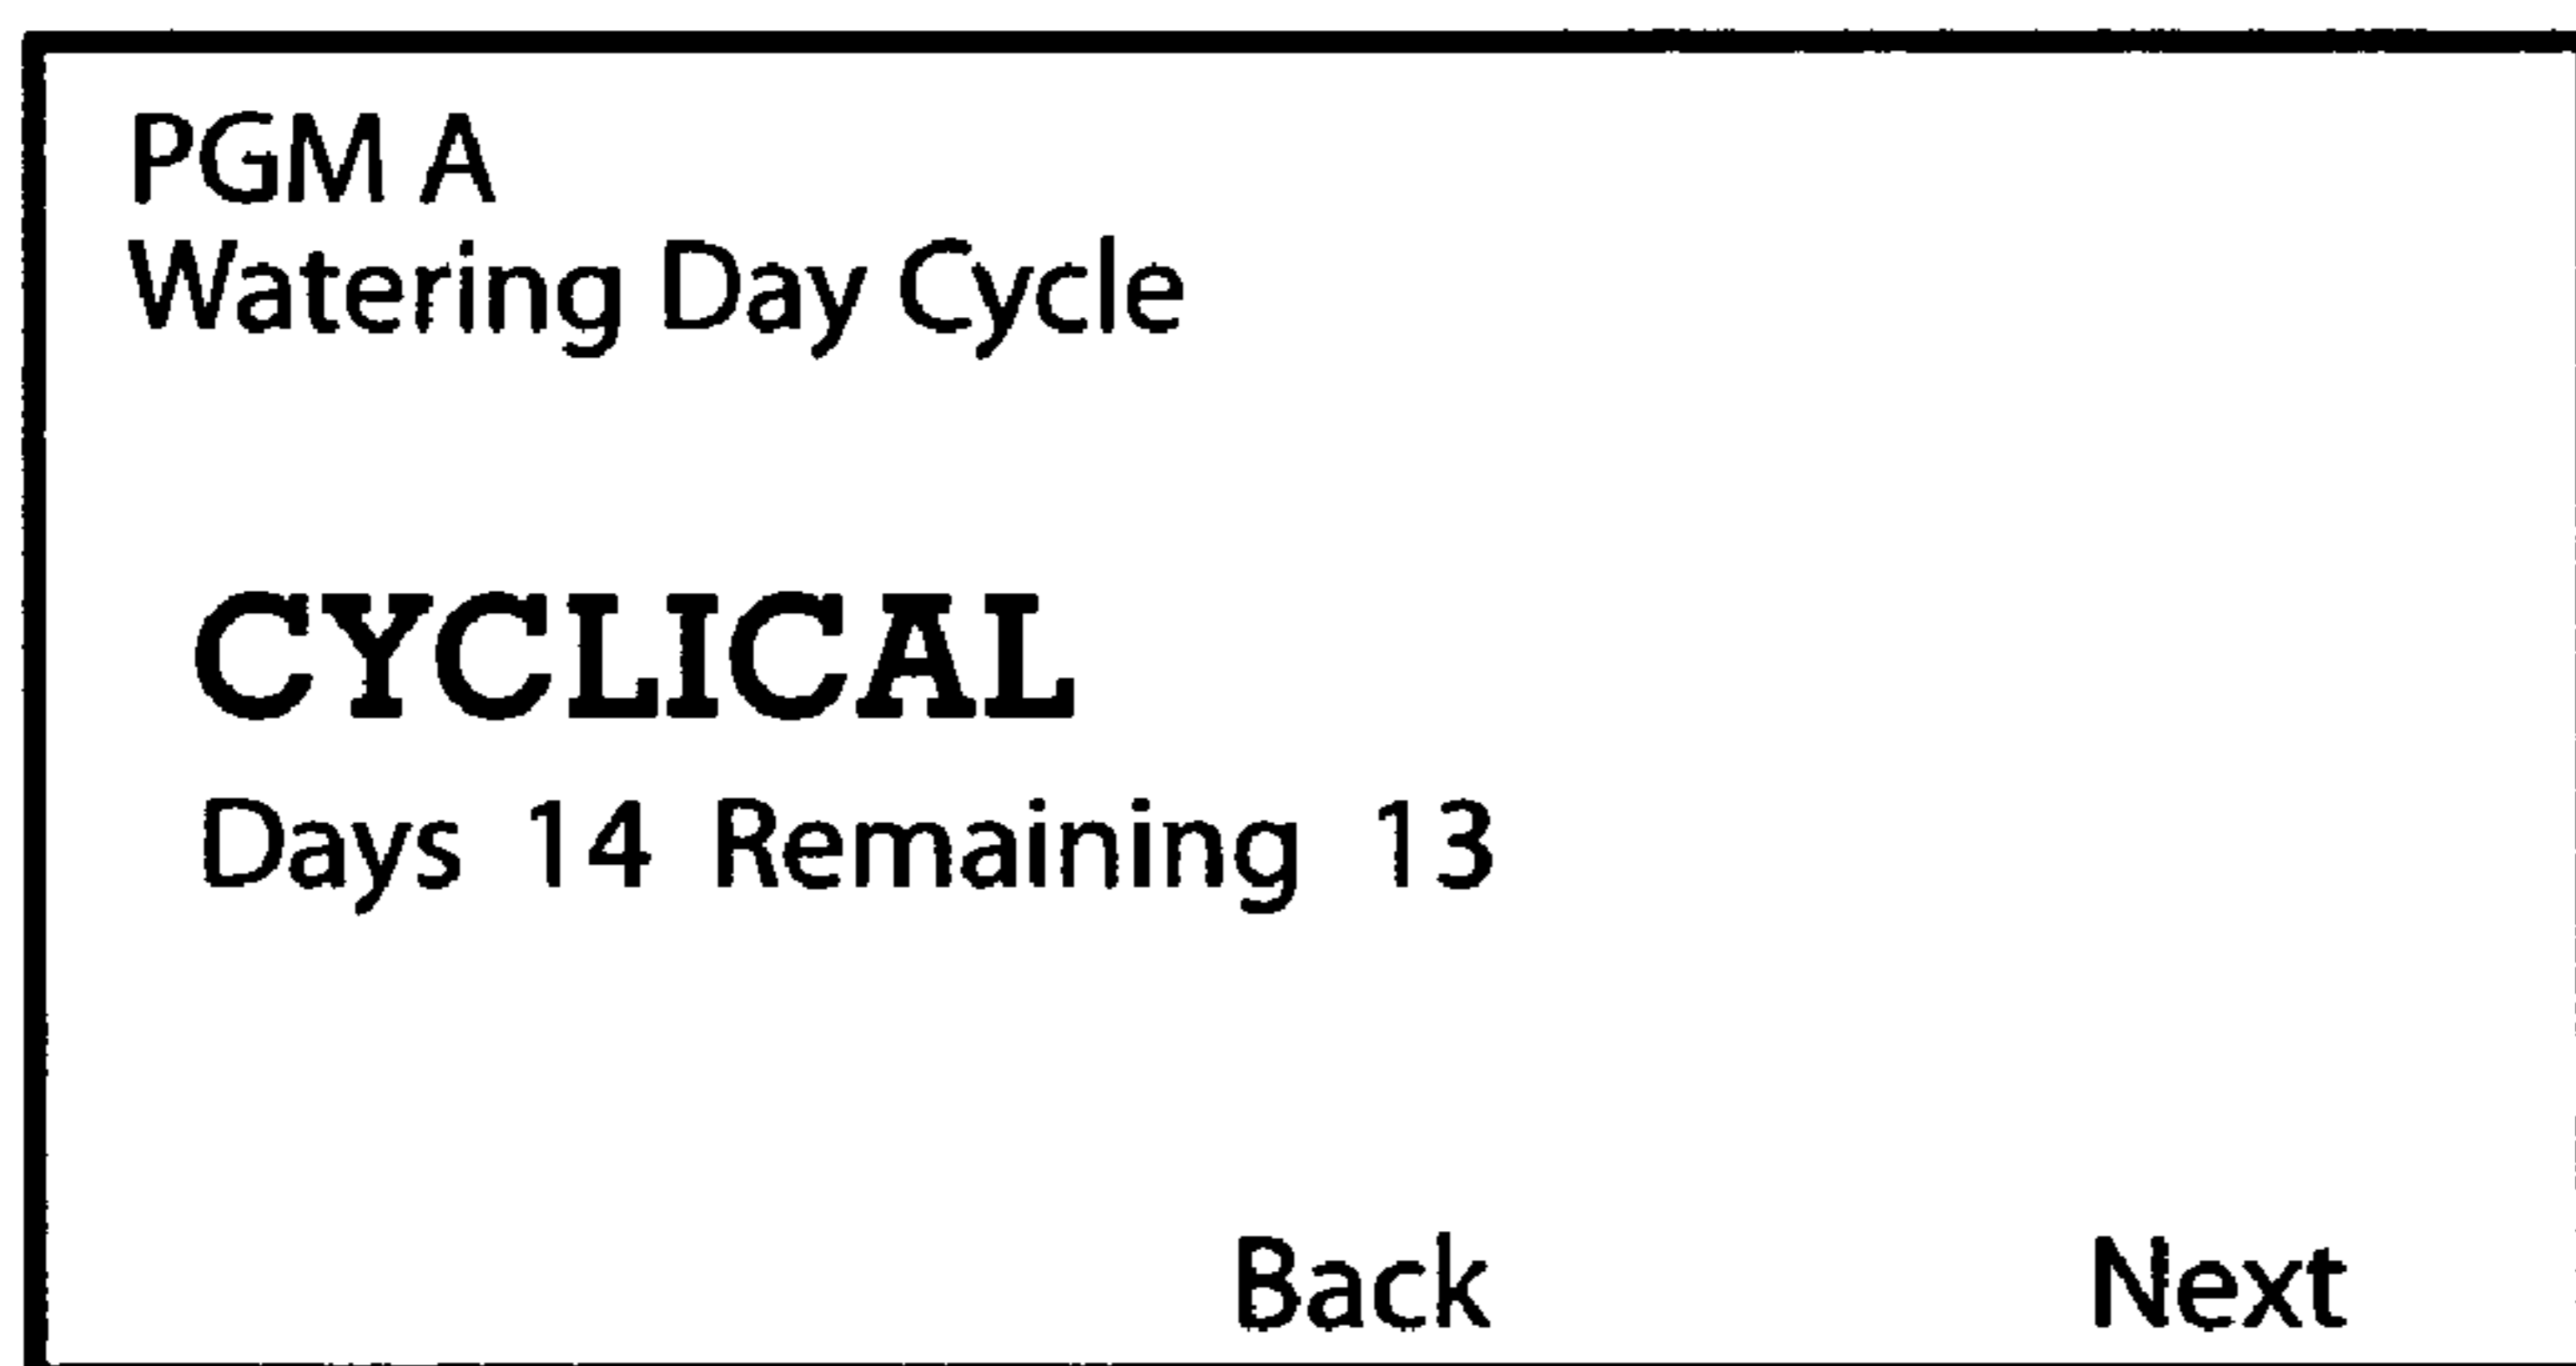 PGM A
Watering Day Cycle
CYCLICAL
Days 14 Remaining 13
Back Next